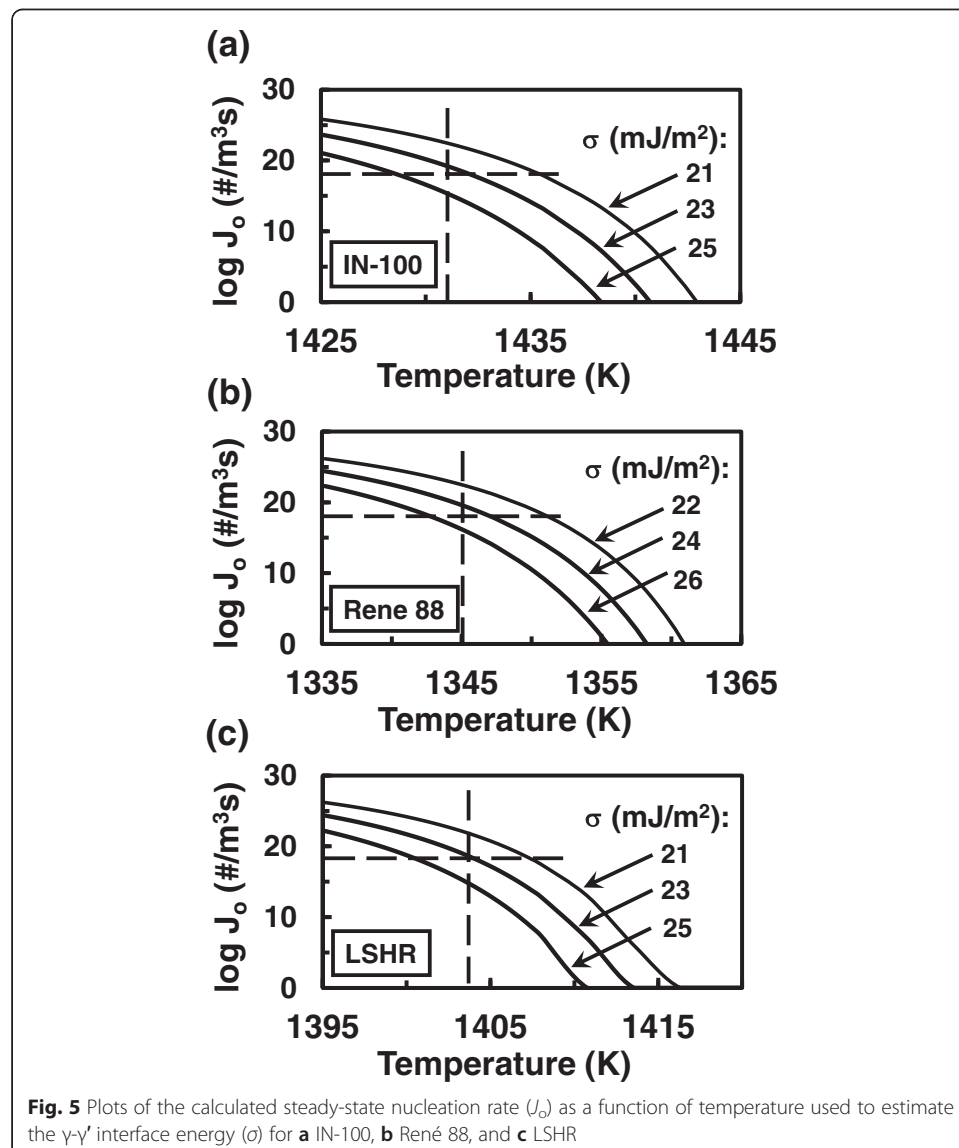 (a)
30
20
10
0
log Jₒ (#/m³s)
σ (mJ/m²):
21
23
25
IN-100
1425 1435 1445
Temperature (K)
(b)
30
20
10
0
log Jₒ (#/m³s)
σ (mJ/m²):
22
24
26
Rene 88
1335 1345 1355 1365
Temperature (K)
(c)
30
20
10
0
log Jₒ (#/m³s)
σ (mJ/m²):
21
23
25
LSHR
1395 1405 1415
Temperature (K)
Fig. 5 Plots of the calculated steady-state nucleation rate (Jₒ) as a function of temperature used to estimate
the γ-γ′ interface energy (σ) for a IN-100, b René 88, and c LSHR